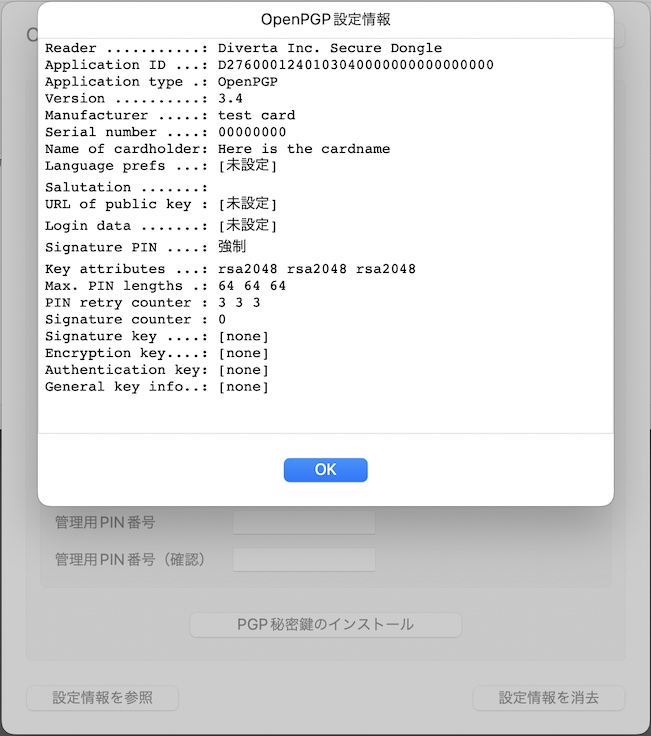 OpenPGP設定情報
Reader ...........: Diverta Inc. Secure Dongle
Application ID ...: D2760001240103040000000000000000
Application type .: OpenPGP
Version ..........: 3.4
Manufacturer .....: test card
Serial number ....: 00000000
Name of cardholder: Here is the cardname
Language prefs ...: [未設定]
Salutation .......:
URL of public key : [未設定]
Login data .......: [未設定]
Signature PIN ....: 強制
Key attributes ...: rsa2048 rsa2048 rsa2048
Max. PIN lengths .: 64 64 64
PIN retry counter : 3 3 3
Signature counter : 0
Signature key ....: [none]
Encryption key....: [none]
Authentication key: [none]
General key info..: [none]
OK
管理用PIN番号
管理用PIN番号（確認）
PGP秘密鍵のインストール
設定情報を参照
設定情報を消去